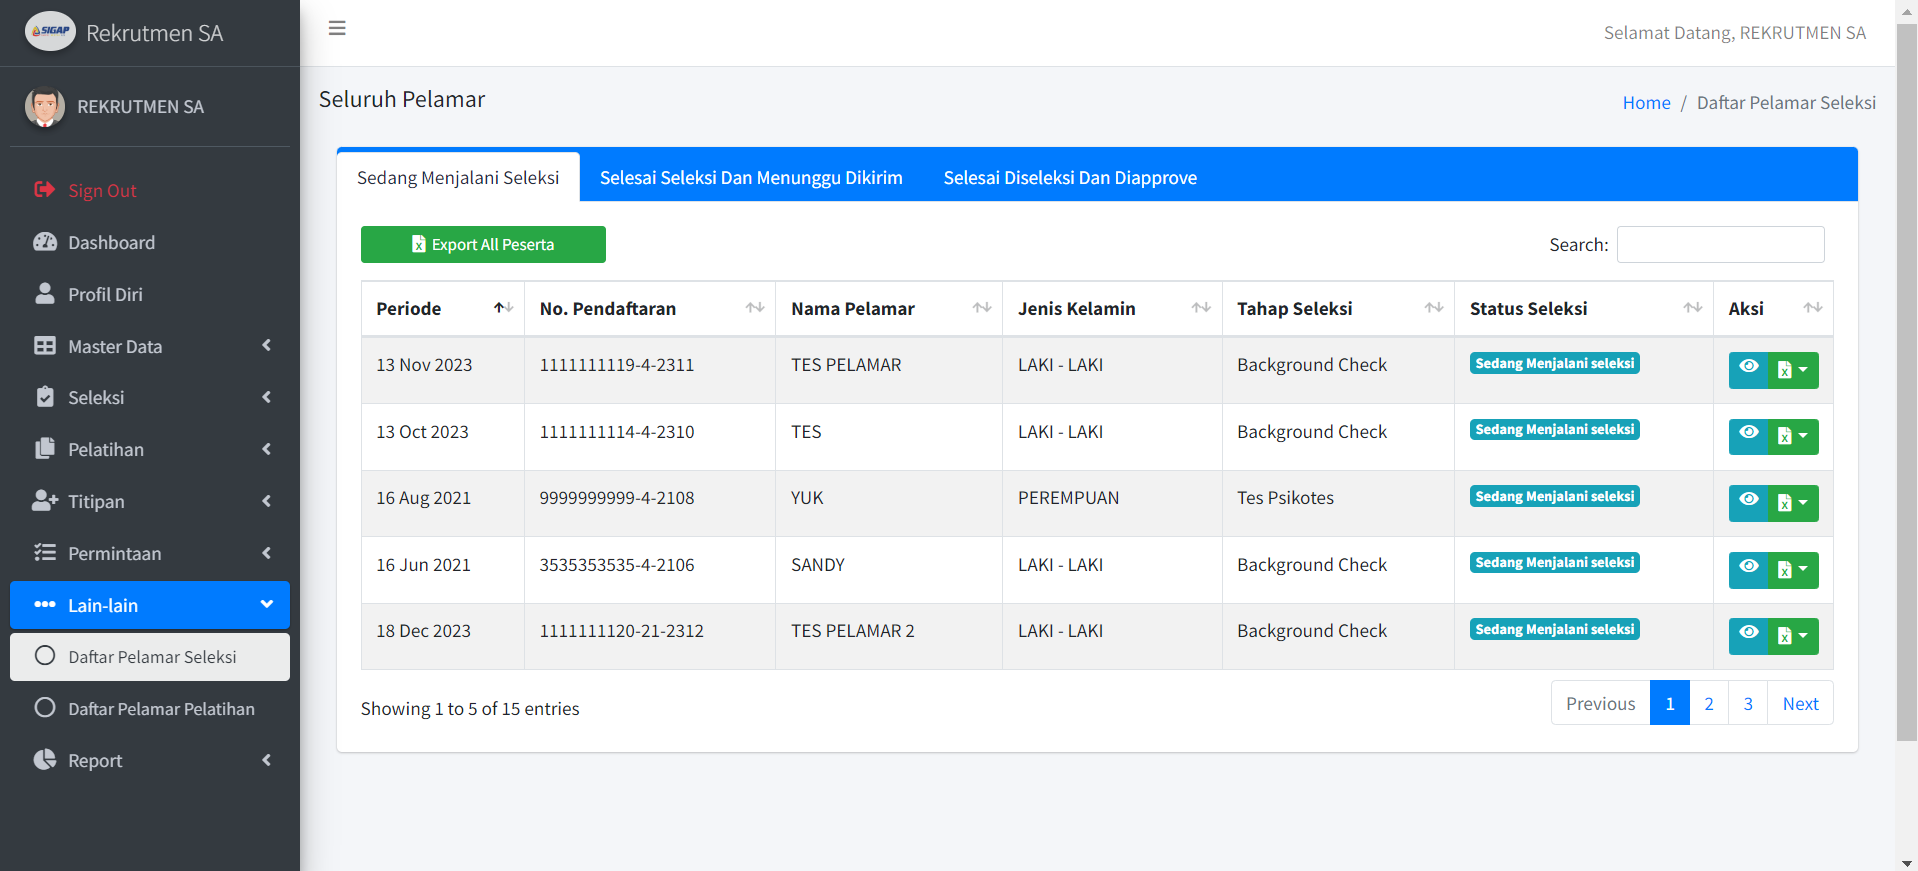 SIGAP
Rekrutmen SA
Selamat Datang, REKRUTMEN SA
REKRUTMEN SA
Sign Out
Dashboard
Profil Diri
Master Data
Seleksi
Pelatihan
Titipan
Permintaan
Lain-lain
Daftar Pelamar Seleksi
Daftar Pelamar Pelatihan
Report
Seluruh Pelamar
Home / Daftar Pelamar Seleksi
Sedang Menjalani Seleksi Selesai Seleksi Dan Menunggu Dikirim Selesai Diseleksi Dan Diapprove
Export All Peserta Search:
Periode No. Pendaftaran Nama Pelamar Jenis Kelamin Tahap Seleksi Status Seleksi Aksi
13 Nov 2023 1111111119-4-2311 TES PELAMAR LAKI - LAKI Background Check Sedang Menjalani seleksi
13 Oct 2023 1111111114-4-2310 TES LAKI - LAKI Background Check Sedang Menjalani seleksi
16 Aug 2021 9999999999-4-2108 YUK PEREMPUAN Tes Psikotes Sedang Menjalani seleksi
16 Jun 2021 3535353535-4-2106 SANDY LAKI - LAKI Background Check Sedang Menjalani seleksi
18 Dec 2023 1111111120-21-2312 TES PELAMAR 2 LAKI - LAKI Background Check Sedang Menjalani seleksi
Showing 1 to 5 of 15 entries
Previous 1 2 3 Next